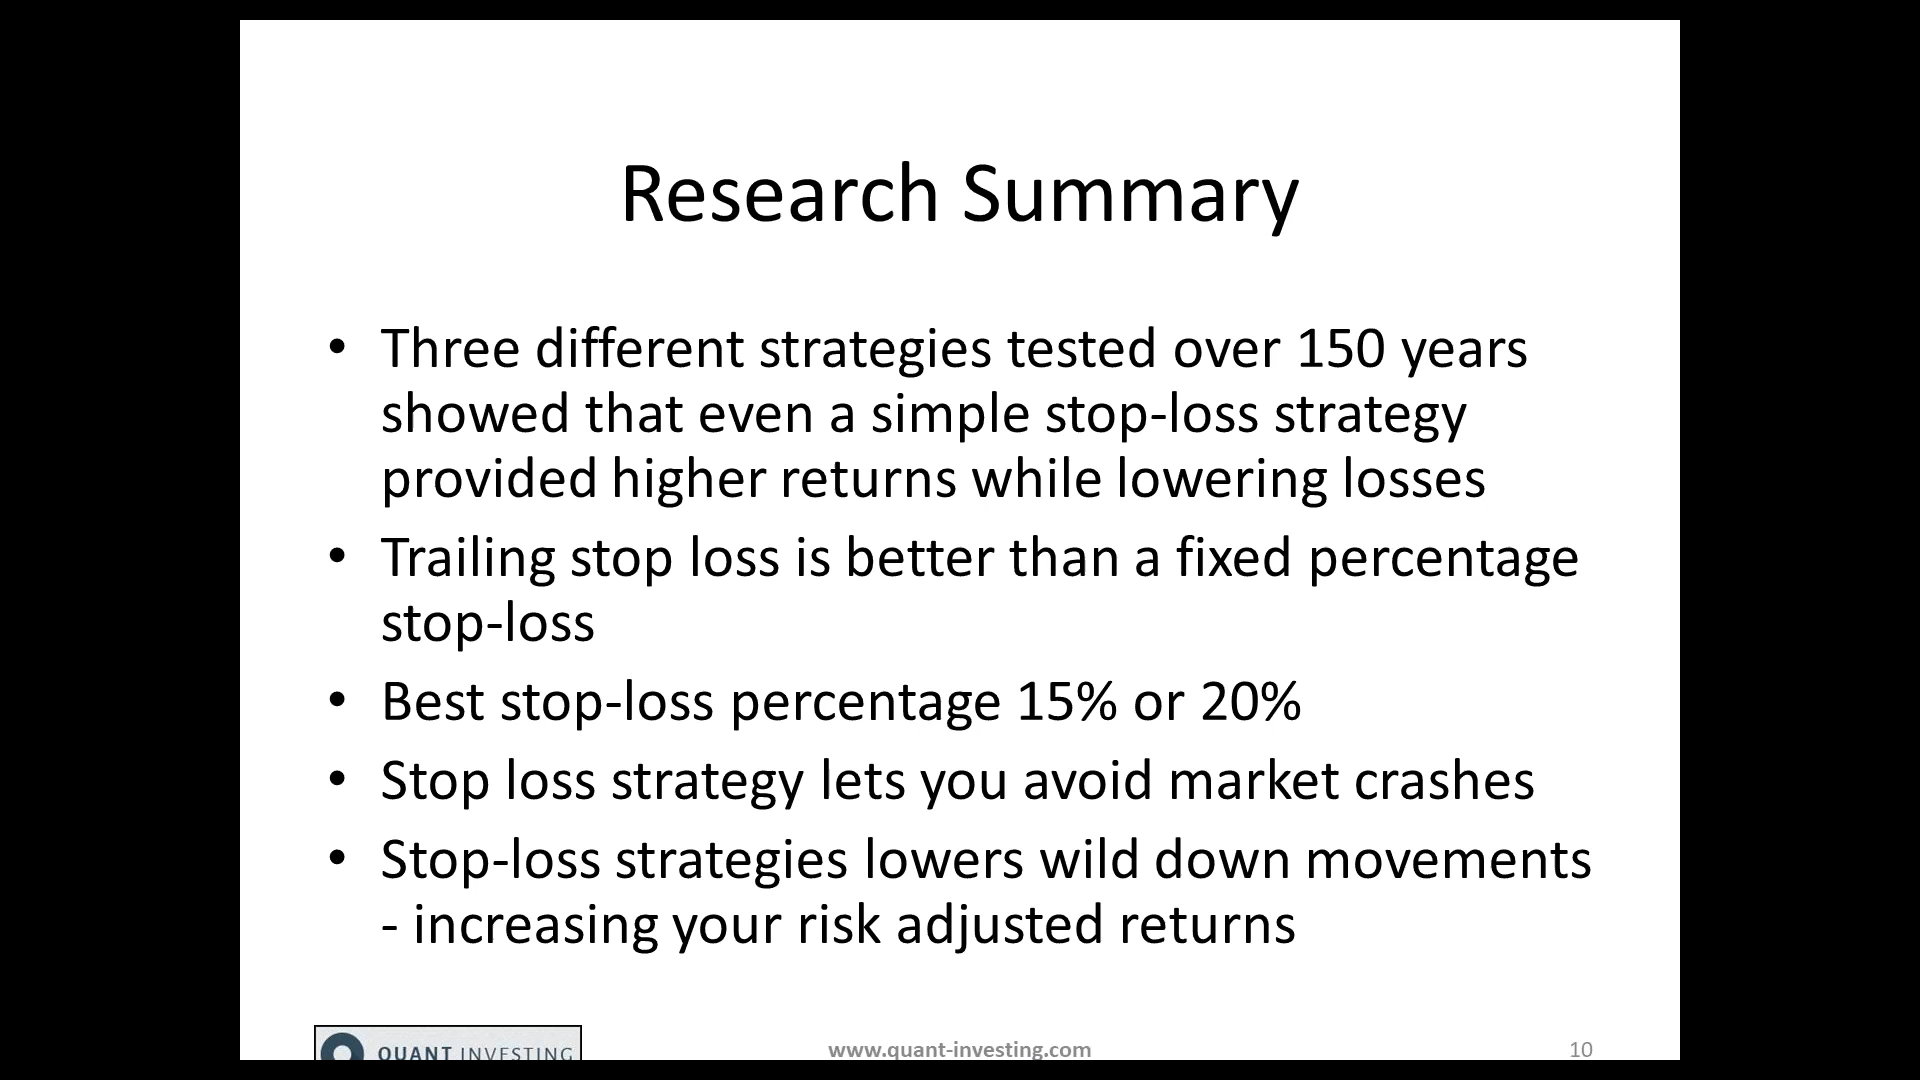 Research Summary
• Three different strategies tested over 150 years
showed that even a simple stop-loss strategy
provided higher returns while lowering losses
• Trailing stop loss is better than a fixed percentage
stop-loss
• Best stop-loss percentage 15% or 20%
• Stop loss strategy lets you avoid market crashes
• Stop-loss strategies lowers wild down movements
- increasing your risk adjusted returns
QUANT INVESTING
www.quant-investing.com
10